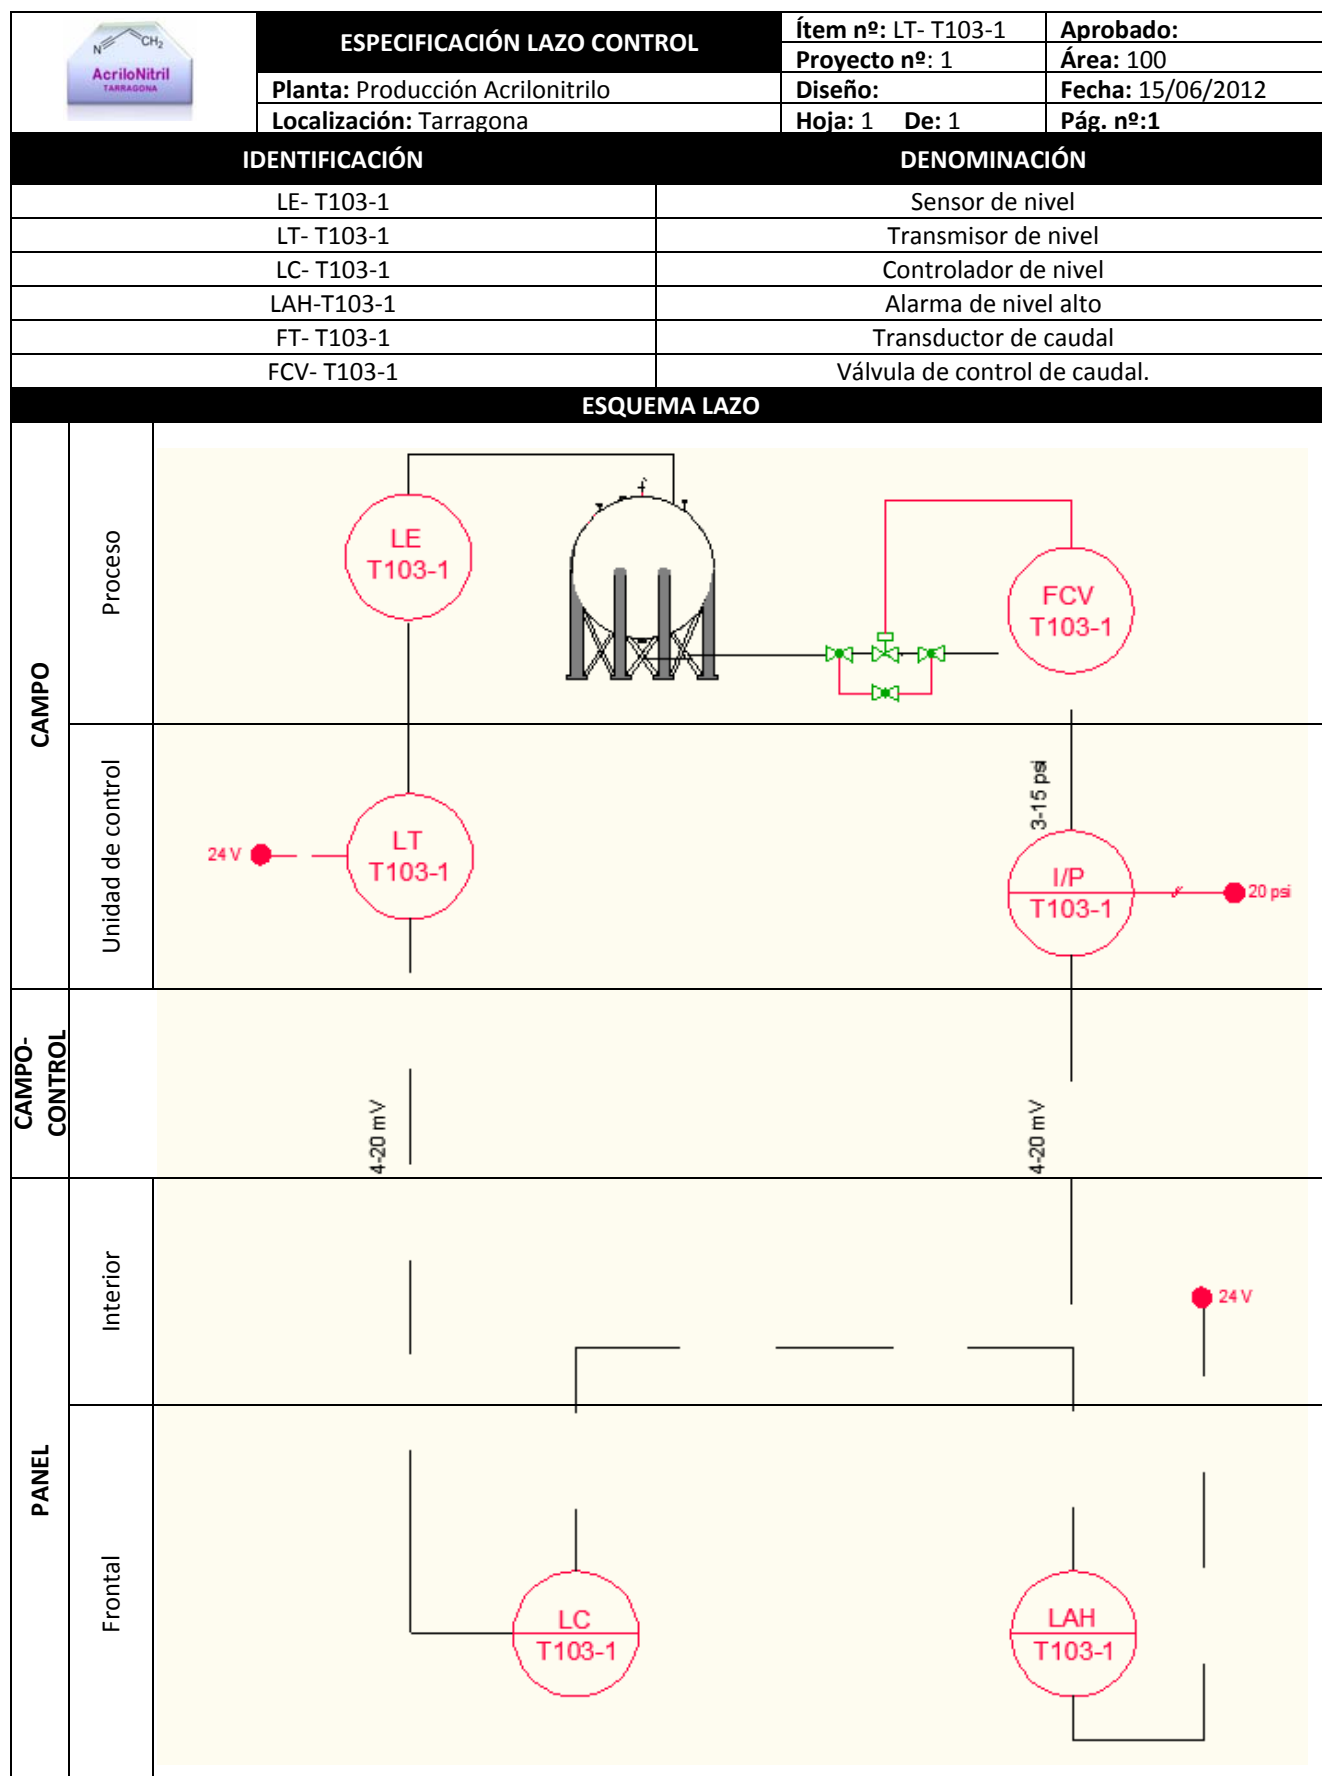 N CH₂
AcriloNitril
TARRAGONA
ESPECIFICACIÓN LAZO CONTROL
Ítem nº: LT- T103-1
Aprobado:
Proyecto nº: 1
Área: 100
Planta: Producción Acrilonitrilo
Diseño:
Fecha: 15/06/2012
Localización: Tarragona
Hoja: 1 De: 1
Pág. nº:1
IDENTIFICACIÓN
DENOMINACIÓN
LE- T103-1
Sensor de nivel
LT- T103-1
Transmisor de nivel
LC- T103-1
Controlador de nivel
LAH-T103-1
Alarma de nivel alto
FT- T103-1
Transductor de caudal
FCV- T103-1
Válvula de control de caudal.
ESQUEMA LAZO
CAMPO
Proceso
LE
T103-1
FCV
T103-1
Unidad de control
24 V
LT
T103-1
3-15 psi
I/P
T103-1
20 psi
CAMPO-
CONTROL
4-20 mV
4-20 mV
PANEL
Interior
24 V
Frontal
LC
T103-1
LAH
T103-1